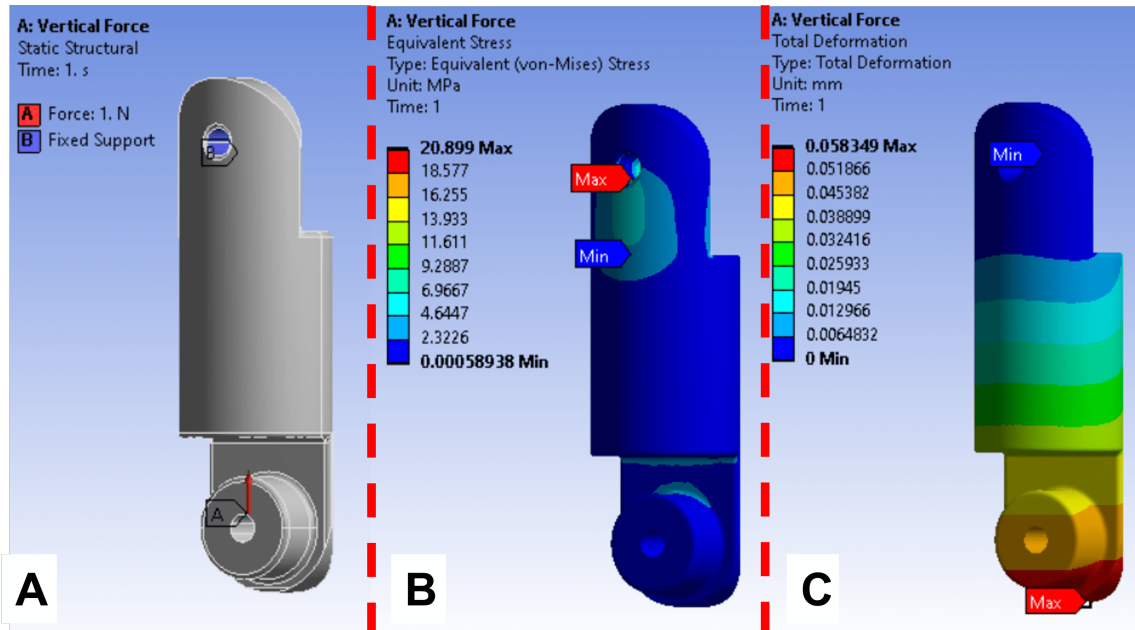 A: Vertical Force
Static Structural
Time: 1. s
A Force: 1. N
B Fixed Support
B
A
A
A: Vertical Force
Equivalent Stress
Type: Equivalent (von-Mises) Stress
Unit: MPa
Time: 1
20.899 Max
18.577
16.255
13.933
11.611
9.2887
6.9667
4.6447
2.3226
0.00058938 Min
Max
Min
B
A: Vertical Force
Total Deformation
Type: Total Deformation
Unit: mm
Time: 1
0.058349 Max
0.051866
0.045382
0.038899
0.032416
0.025933
0.01945
0.012966
0.0064832
0 Min
Min
Max
C